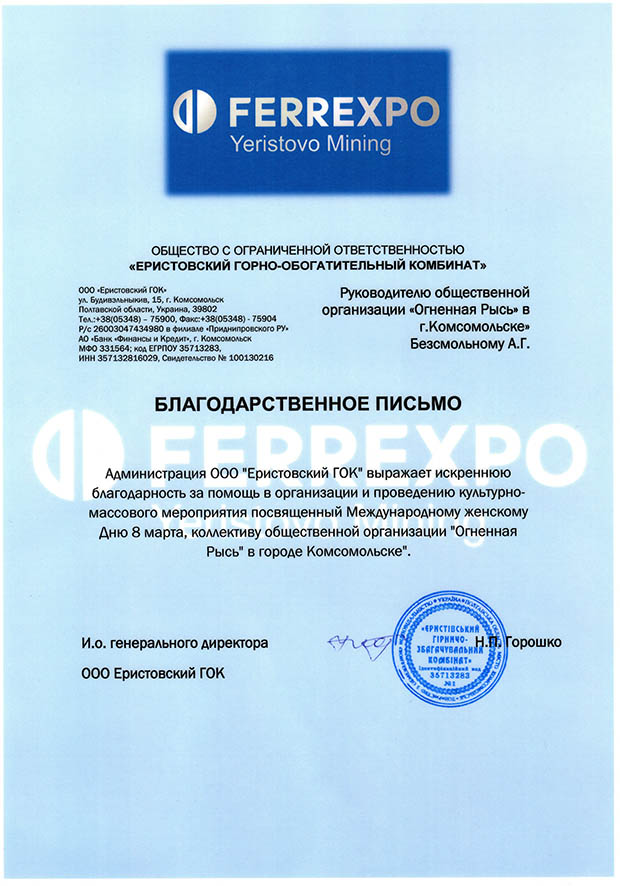 FERREXPO
Yeristovo Mining
ОБЩЕСТВО С ОГРАНИЧЕННОЙ ОТВЕТСТВЕННОСТЬЮ
«ЕРИСТОВСКИЙ ГОРНО-ОБОГАТИТЕЛЬНЫЙ КОМБИНАТ»
ООО «Еристовский ГОК»
ул. Будивэльныкив, 15, г. Комсомольск
Полтавской области, Украина, 39802
Тел.:+38(05348) – 75900, Факс:+38(05348) - 75904
Р/с 26003047434980 в филиале «Приднипровского РУ»
АО «Банк «Финансы и Кредит», г. Комсомольск
МФО 331564; код ЕГРПОУ 35713283,
ИНН 357132816029, Свидетельство № 100130216
Руководителю общественной
организации «Огненная Рысь» в
г.Комсомольске»
Безсмольному А.Г.
БЛАГОДАРСТВЕННОЕ ПИСЬМО
FERREXPO
Yeristovo Mining
Администрация ООО "Еристовский ГОК" выражает искреннюю
благодарность за помощь в организации и проведению культурно-
массового мероприятия посвященный Международному женскому
Дню 8 марта, коллективу общественной организации "Огненная
Рысь" в городе Комсомольске".
И.о. генерального директора
Н.П. Горошко
ООО Еристовский ГОК
«ЄРИСТІВСЬКИЙ
ГІРНИЧО-
ЗБАГАЧУВАЛЬНИЙ
КОМБІНАТ»
ідентифікаційний код
35713283
№1